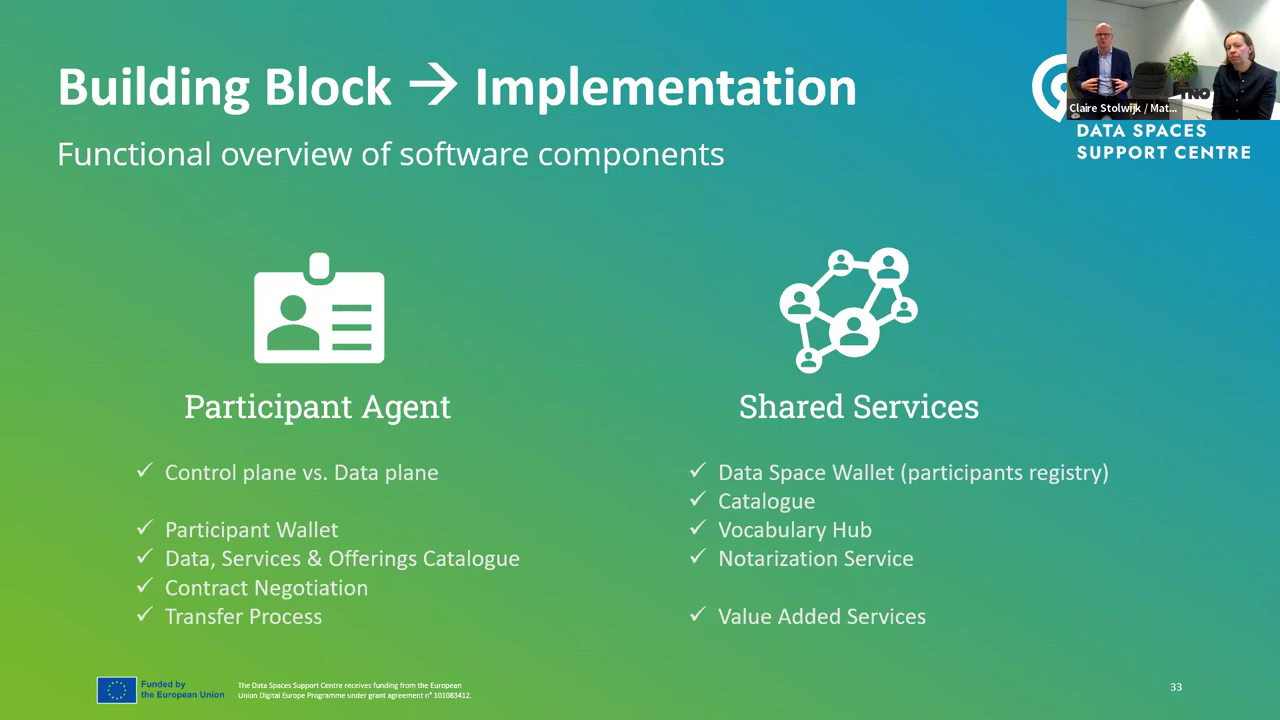 Building Block → Implementation
Functional overview of software components
TNO
Claire Stolwijk / Mat...
DATA SPACES
SUPPORT CENTRE
Participant Agent
✓ Control plane vs. Data plane
✓ Participant Wallet
✓ Data, Services & Offerings Catalogue
✓ Contract Negotiation
✓ Transfer Process
Shared Services
✓ Data Space Wallet (participants registry)
✓ Catalogue
✓ Vocabulary Hub
✓ Notarization Service
✓ Value Added Services
Funded by
the European Union
The Data Spaces Support Centre receives funding from the European
Union Digital Europe Programme under grant agreement n° 101083412.
33